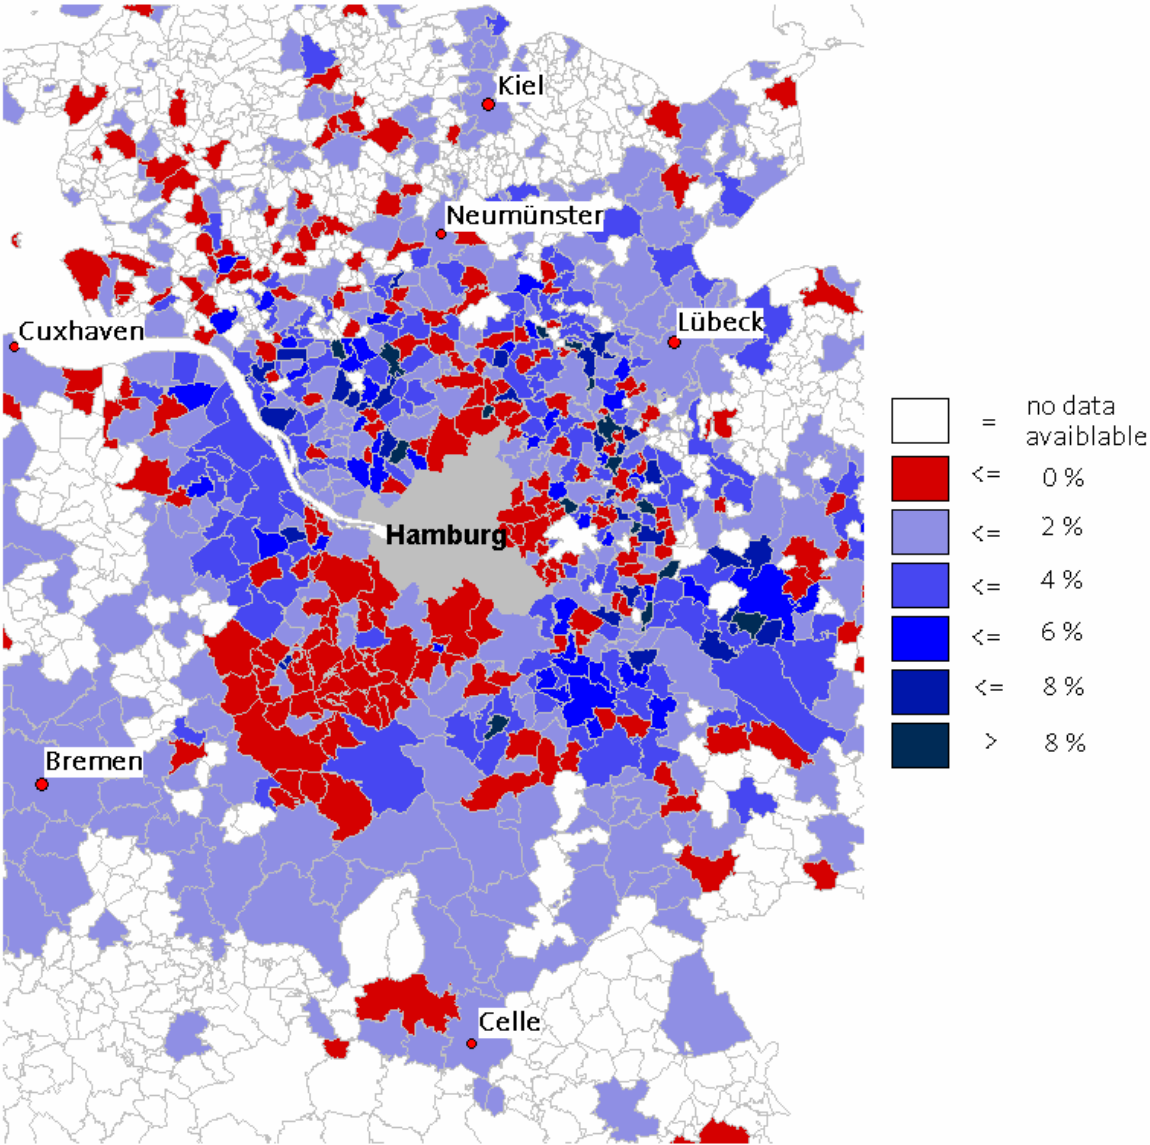 Kiel
Neumünster
Cuxhaven
Lübeck
Hamburg
Bremen
Celle
= no data
avaiblable
<= 0 %
<= 2 %
<= 4 %
<= 6 %
<= 8 %
> 8 %